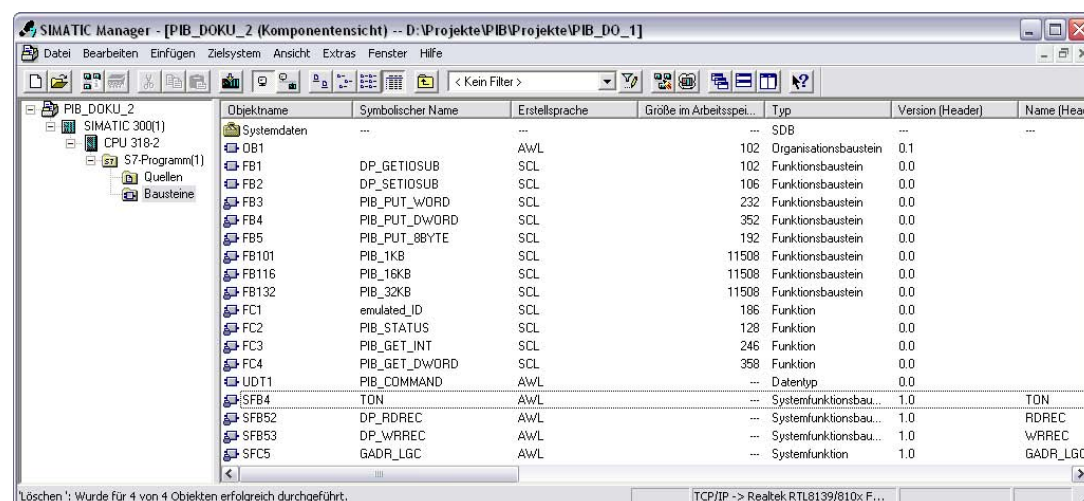 SIMATIC Manager - [PIB_DOKU_2 (Komponentensicht) -- D:\Projekte\PIB\Projekte\PIB_DO_1]
Datei Bearbeiten Einfügen Zielsystem Ansicht Extras Fenster Hilfe
< Kein Filter >
PIB_DOKU_2
SIMATIC 300(1)
CPU 318-2
S7-Programm(1)
Quellen
Bausteine
Objektname Symbolischer Name Erstellsprache Größe im Arbeitsspei... Typ Version (Header) Name (Head
Systemdaten --- --- --- SDB --- ---
OB1 AWL 102 Organisationsbaustein 0.1
FB1 DP_GETIOSUB SCL 102 Funktionsbaustein 0.0
FB2 DP_SETIOSUB SCL 106 Funktionsbaustein 0.0
FB3 PIB_PUT_WORD SCL 232 Funktionsbaustein 0.0
FB4 PIB_PUT_DWORD SCL 352 Funktionsbaustein 0.0
FB5 PIB_PUT_8BYTE SCL 192 Funktionsbaustein 0.0
FB101 PIB_1KB SCL 11508 Funktionsbaustein 0.0
FB116 PIB_16KB SCL 11508 Funktionsbaustein 0.0
FB132 PIB_32KB SCL 11508 Funktionsbaustein 0.0
FC1 emulated_ID SCL 186 Funktion 0.0
FC2 PIB_STATUS SCL 128 Funktion 0.0
FC3 PIB_GET_INT SCL 246 Funktion 0.0
FC4 PIB_GET_DWORD SCL 358 Funktion 0.0
UDT1 PIB_COMMAND AWL --- Datentyp 0.0
SFB4 TON AWL --- Systemfunktionsbau... 1.0 TON
SFB52 DP_RDREC AWL --- Systemfunktionsbau... 1.0 RDREC
SFB53 DP_WRREC AWL --- Systemfunktionsbau... 1.0 WRREC
SFC5 GADR_LGC AWL --- Systemfunktion 1.0 GADR_LGC
'Löschen ': Wurde für 4 von 4 Objekten erfolgreich durchgeführt. TCP/IP -> Realtek RTL8139/810x F...